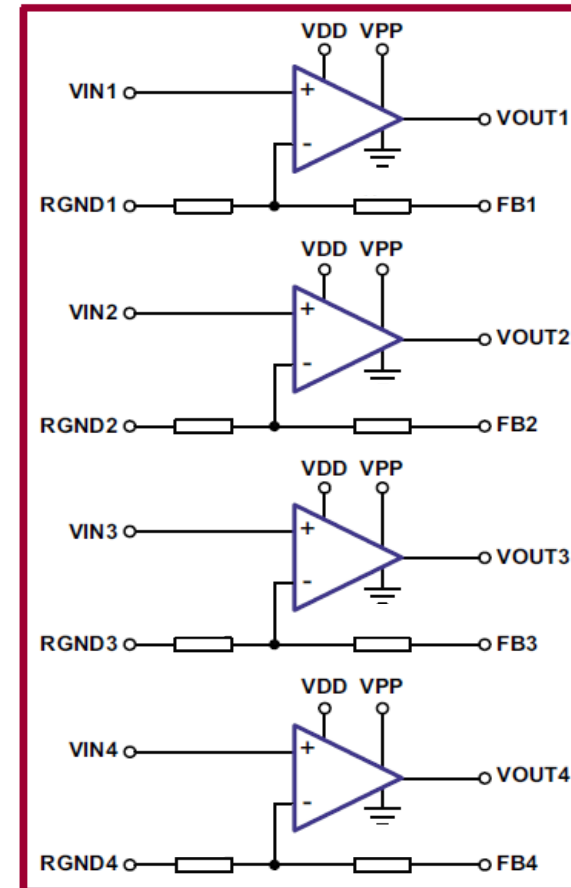 VDD VPP
VIN1 + VOUT1
-
RGND1 FB1
VDD VPP
VIN2 + VOUT2
-
RGND2 FB2
VDD VPP
VIN3 + VOUT3
-
RGND3 FB3
VDD VPP
VIN4 + VOUT4
-
RGND4 FB4